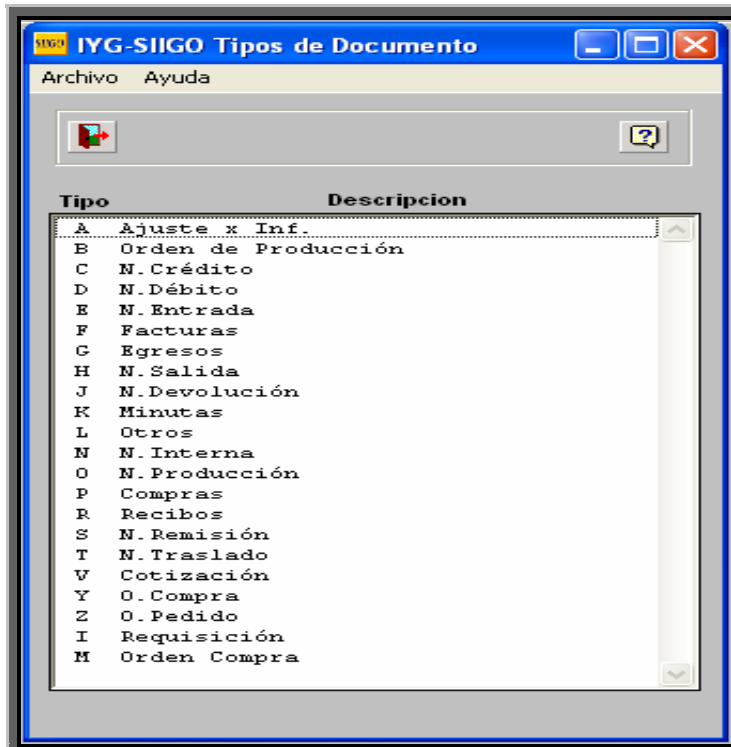 SIIGO IYG-SIIGO Tipos de Documento
Archivo Ayuda
Tipo Descripcion
A Ajuste x Inf.
B Orden de Producción
C N.Crédito
D N.Débito
E N.Entrada
F Facturas
G Egresos
H N.Salida
J N.Devolución
K Minutas
L Otros
N N.Interna
O N.Producción
P Compras
R Recibos
S N.Remisión
T N.Traslado
V Cotización
Y O.Compra
Z O.Pedido
I Requisición
M Orden Compra